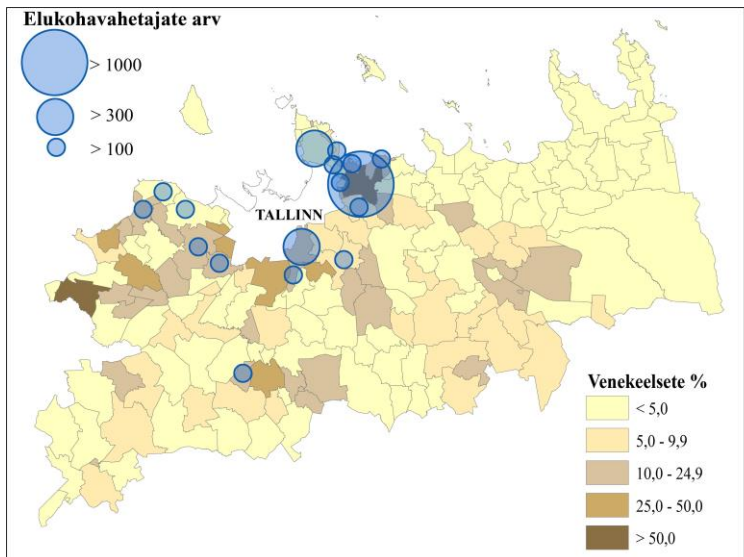 Elukohavahetajate arv
> 1000
> 300
> 100
TALLINN
Venekeelsete %
< 5,0
5,0 - 9,9
10,0 - 24,9
25,0 - 50,0
> 50,0